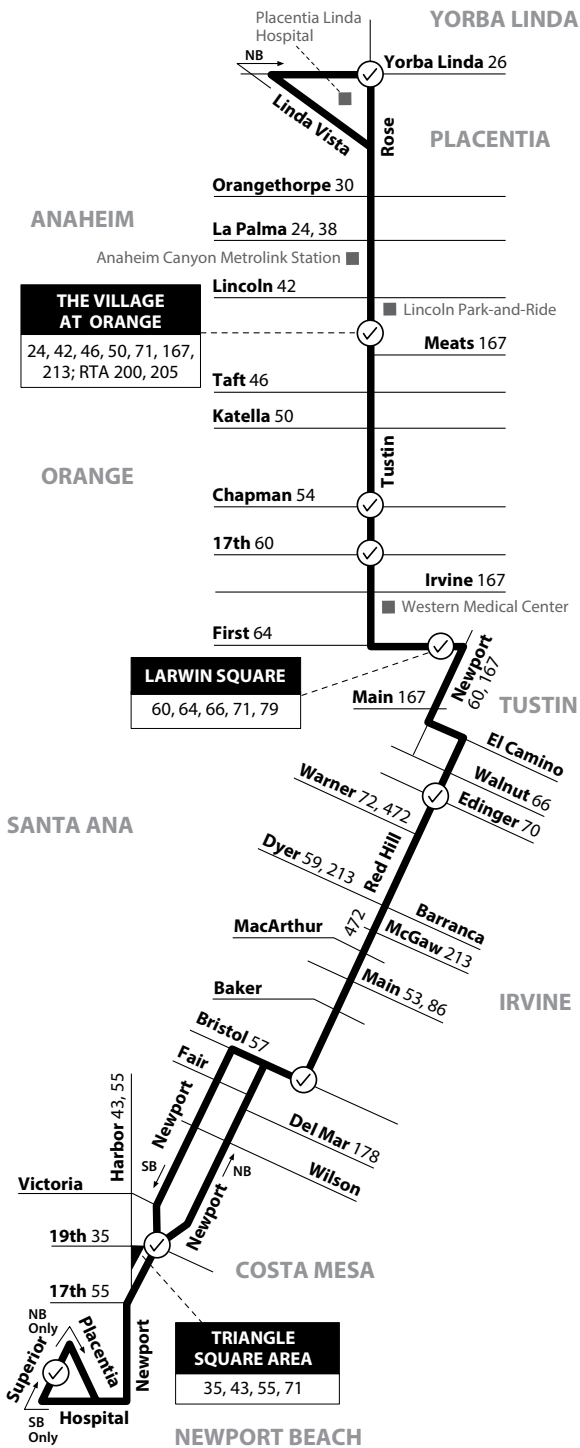 Placentia Linda
Hospital
YORBA LINDA
NB
Yorba Linda 26
Linda Vista
Rose
PLACENTIA
Orangethorpe 30
ANAHEIM
La Palma 24, 38
Anaheim Canyon Metrolink Station
Lincoln 42
THE VILLAGE
AT ORANGE
24, 42, 46, 50, 71, 167,
213; RTA 200, 205
Lincoln Park-and-Ride
Meats 167
Taft 46
Katella 50
Tustin
ORANGE
Chapman 54
17th 60
Irvine 167
Western Medical Center
First 64
Newport
60, 167
LARWIN SQUARE
60, 64, 66, 71, 79
Main 167
TUSTIN
El Camino
Walnut 66
Edinger 70
Warner 72, 472
SANTA ANA
Dyer 59, 213
Red Hill
472
Barranca
McGaw 213
MacArthur
Main 53, 86
Baker
IRVINE
Bristol 57
Fair
Harbor 43, 55
Newport
SB
Del Mar 178
Wilson
Newport
NB
Victoria
19th 35
COSTA MESA
17th 55
NB
Only
Placentia
Superior
Newport
SB
Only
Hospital
TRIANGLE
SQUARE AREA
35, 43, 55, 71
NEWPORT BEACH